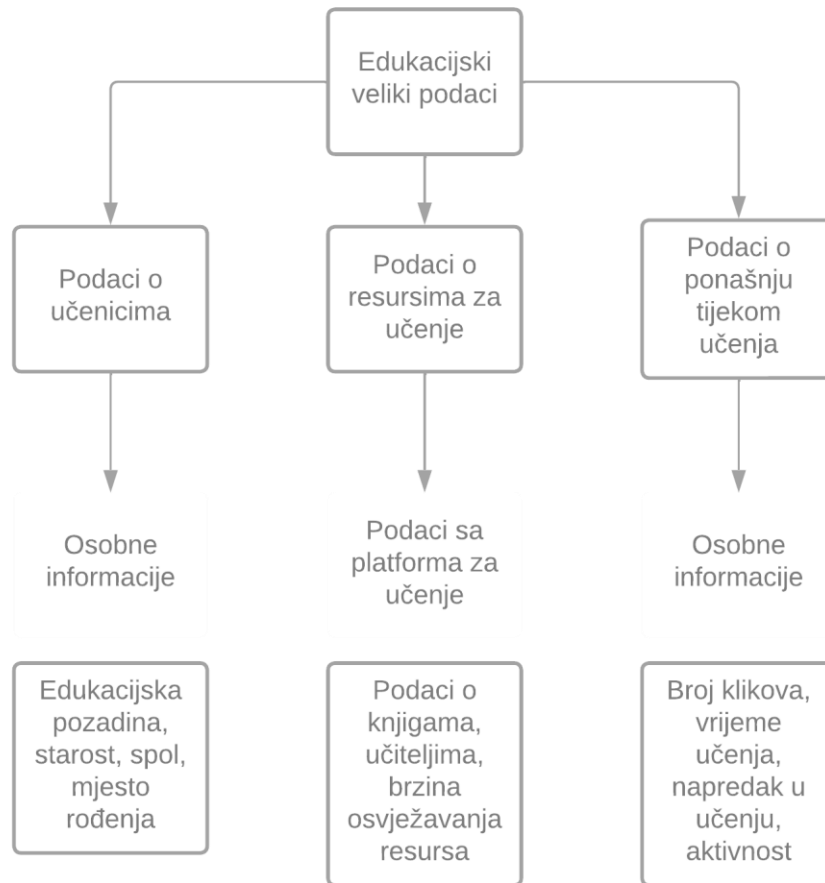 Edukacijski
veliki podaci
Podaci o
učenicima
Podaci o
resursima za
učenje
Podaci o
ponašnju
tijekom
učenja
Osobne
informacije
Podaci sa
platforma za
učenje
Osobne
informacije
Edukacijska
pozadina,
starost, spol,
mjesto
rođenja
Podaci o
knjigama,
učiteljima,
brzina
osvježavanja
resursa
Broj klikova,
vrijeme
učenja,
napredak u
učenju,
aktivnost